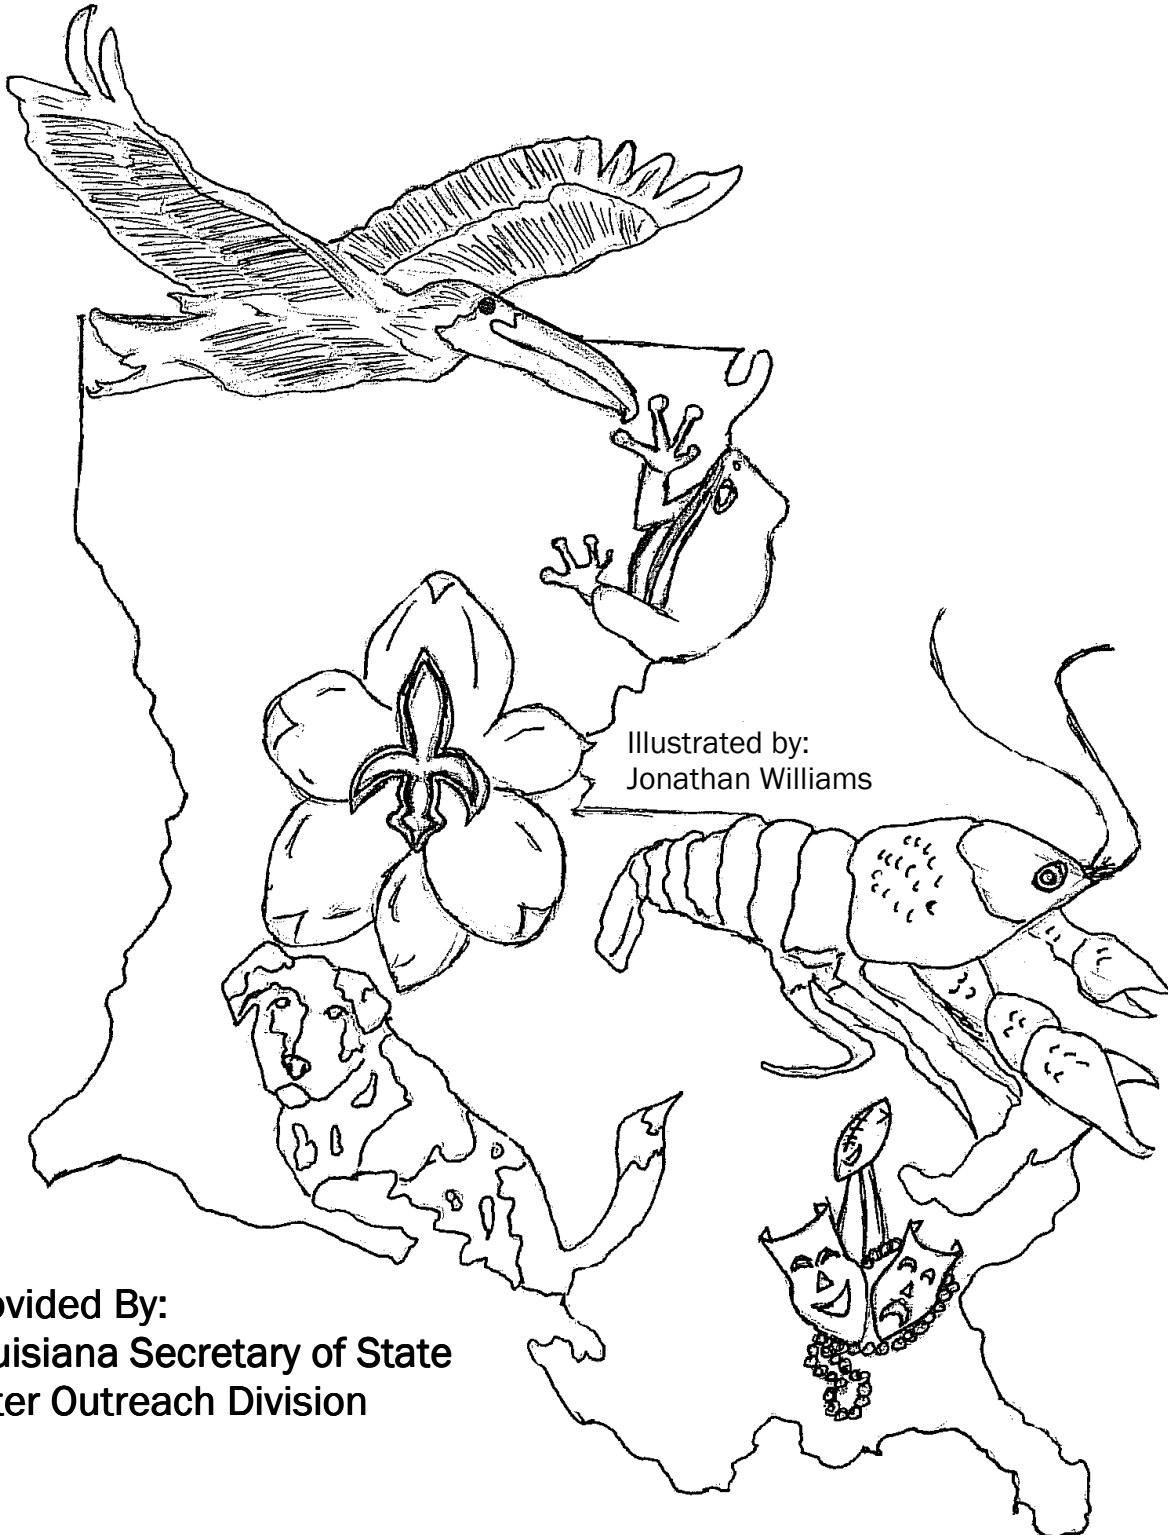 Illustrated by:
Jonathan Williams
ovided By:
uisiana Secretary of State
ter Outreach Division